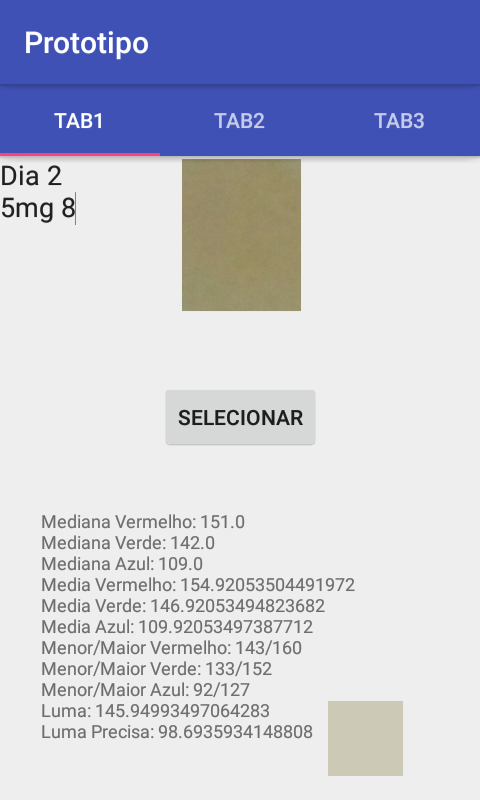 Prototipo
TAB1 TAB2 TAB3
Dia 2
5mg 8
SELECIONAR
Mediana Vermelho: 151.0
Mediana Verde: 142.0
Mediana Azul: 109.0
Media Vermelho: 154.92053504491972
Media Verde: 146.92053494823682
Media Azul: 109.92053497387712
Menor/Maior Vermelho: 143/160
Menor/Maior Verde: 133/152
Menor/Maior Azul: 92/127
Luma: 145.94993497064283
Luma Precisa: 98.6935934148808